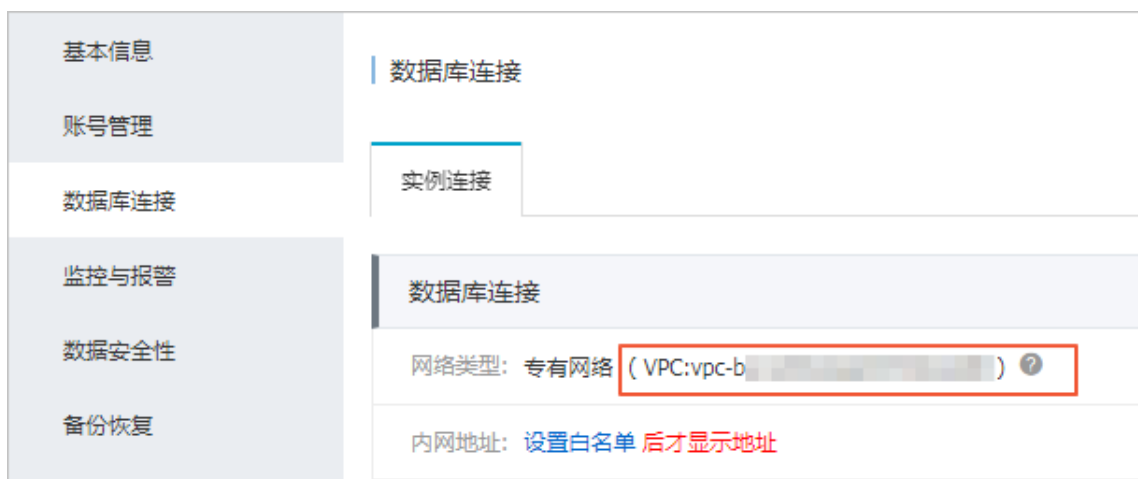 基本信息
账号管理
数据库连接
监控与报警
数据安全性
备份恢复
数据库连接
实例连接
数据库连接
网络类型: 专有网络 ( VPC:vpc-b ) ?
内网地址: 设置白名单 后才显示地址